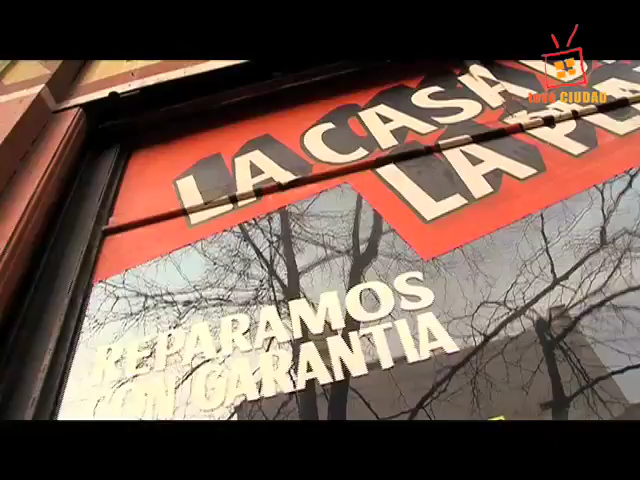 LA CASA
LA
REPARAMOS
CON GARANTIA
CIUDAD